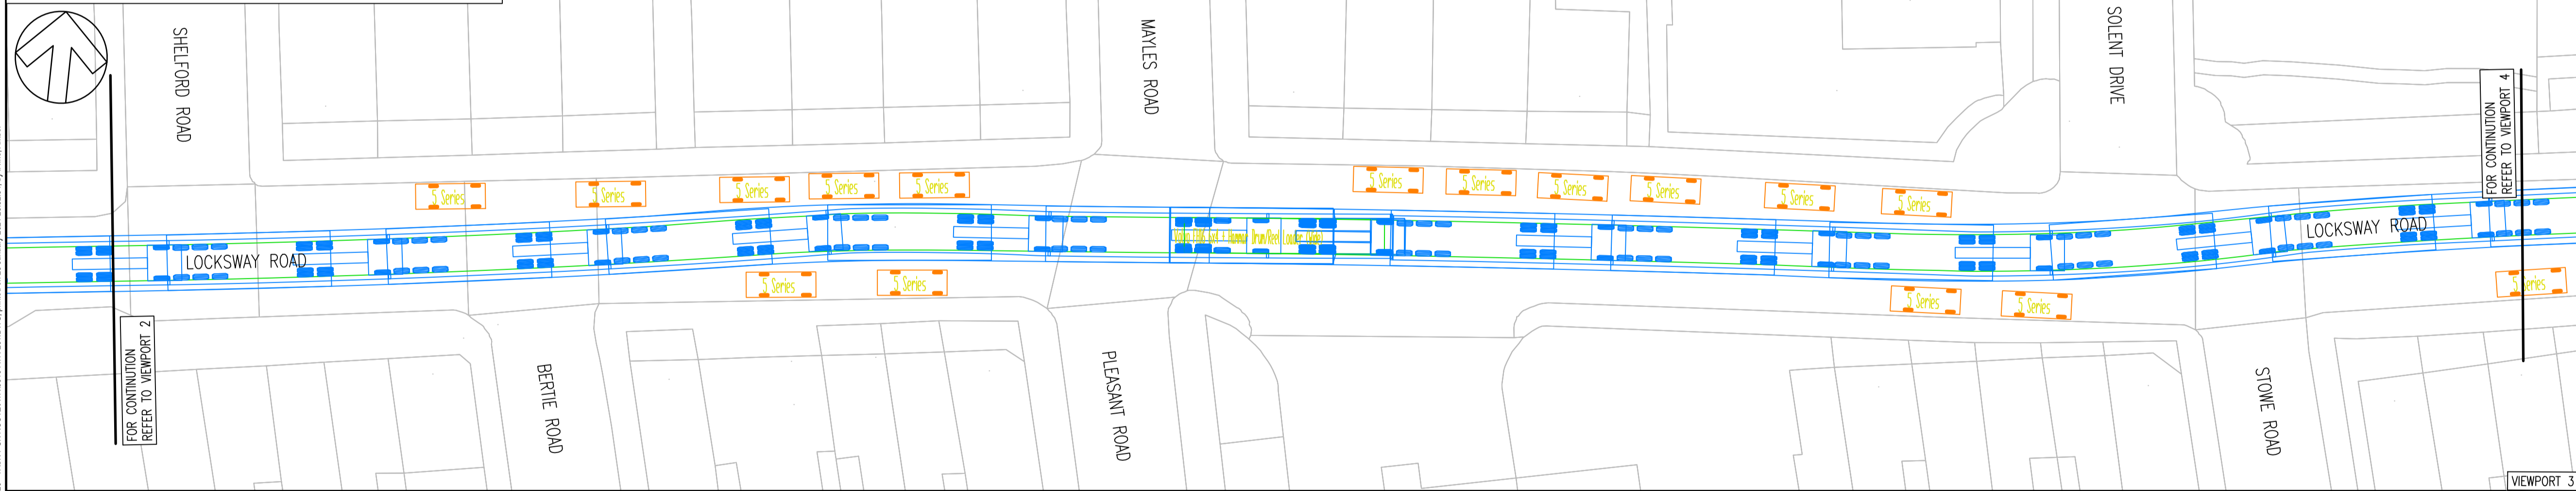 SHELFORD ROAD
MAYLES ROAD
SOLENT DRIVE
FOR CONTINUTION
REFER TO VIEWPORT 4
5 Series
5 Series
5 Series
5 Series
5 Series
5 Series
5 Series
5 Series
5 Series
5 Series
5 Series
LOCKSWAY ROAD
LOCKSWAY ROAD
5 Series
5 Series
5 Series
5 Series
5 Series
FOR CONTINUTION
REFER TO VIEWPORT 2
BERTIE ROAD
PLEASANT ROAD
STOWE ROAD
VIEWPORT 3